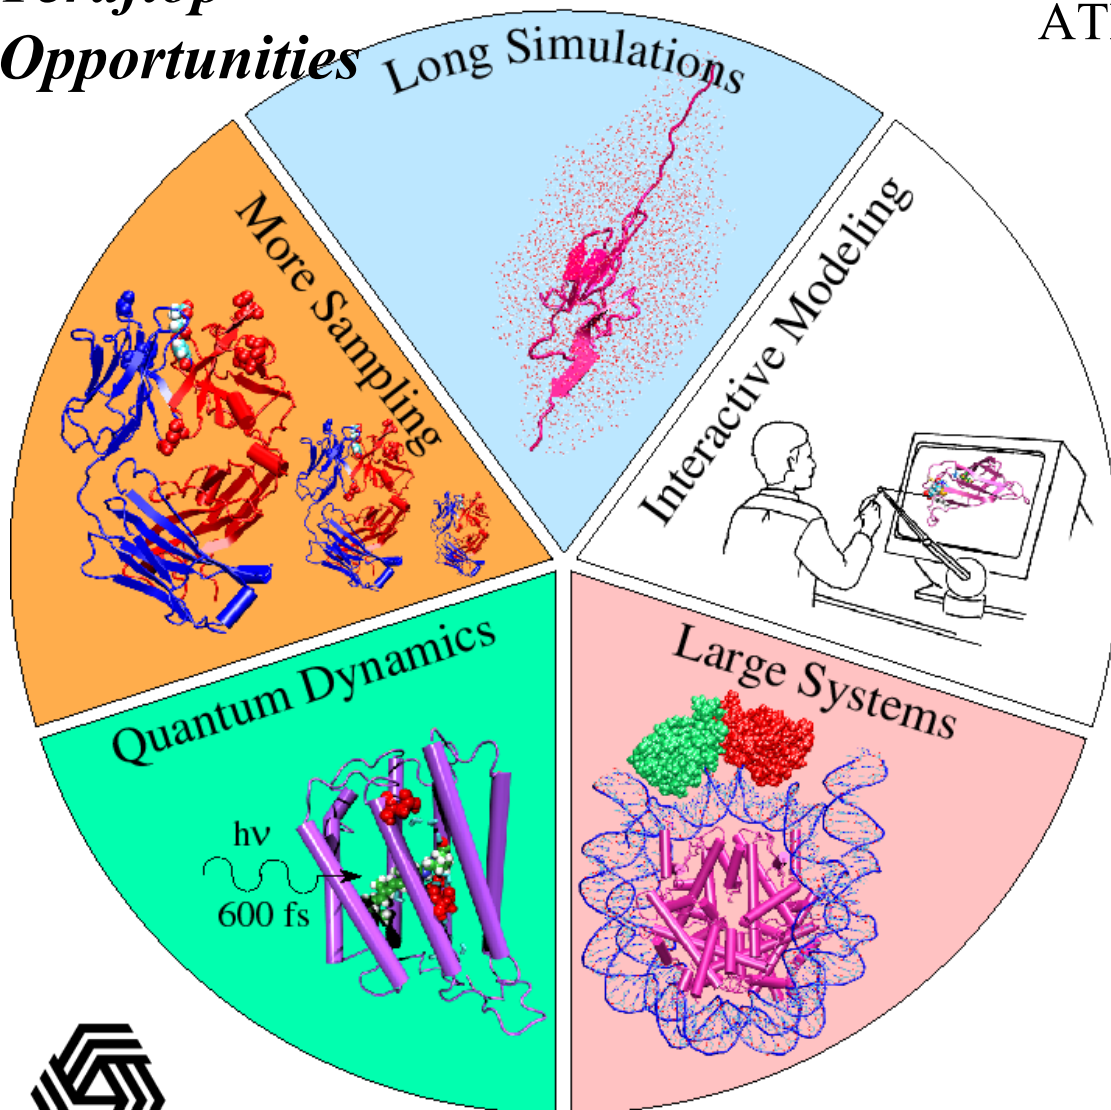 Opportunities
Long Simulations
More Sampling
Interactive Modeling
Quantum Dynamics
Large Systems
hν
600 fs